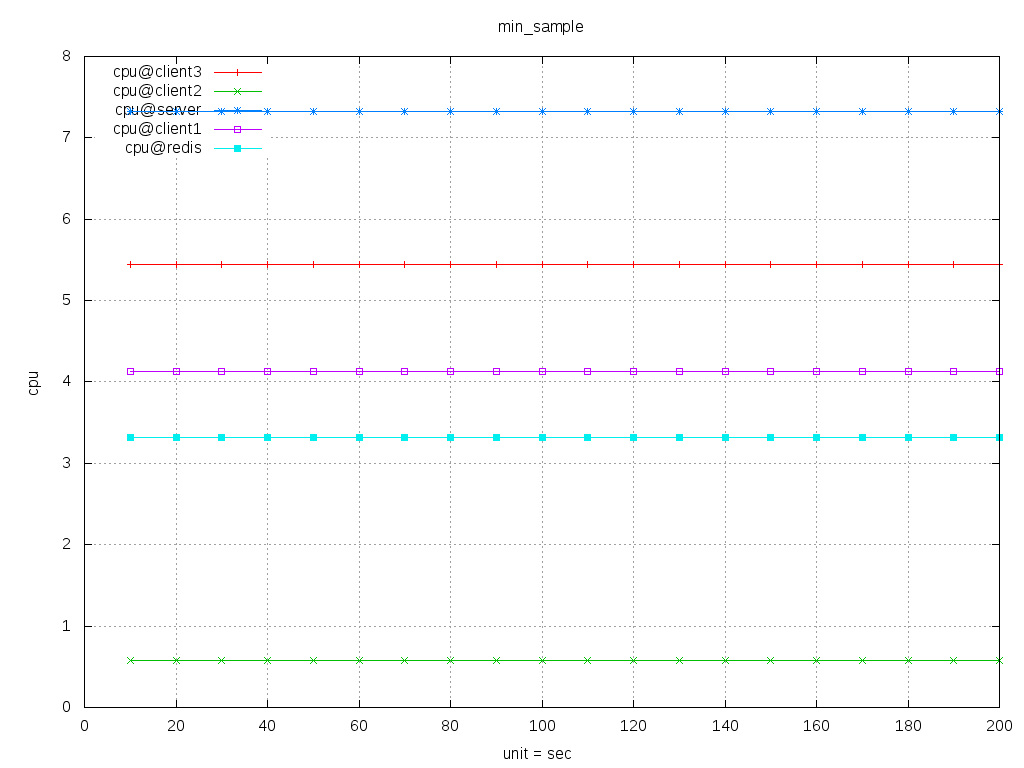 min_sample
8
7
6
5
4
3
2
1
0
cpu@client3
cpu@client2
cpu@server
cpu@client1
cpu@redis
cpu
0 20 40 60 80 100 120 140 160 180 200
unit = sec